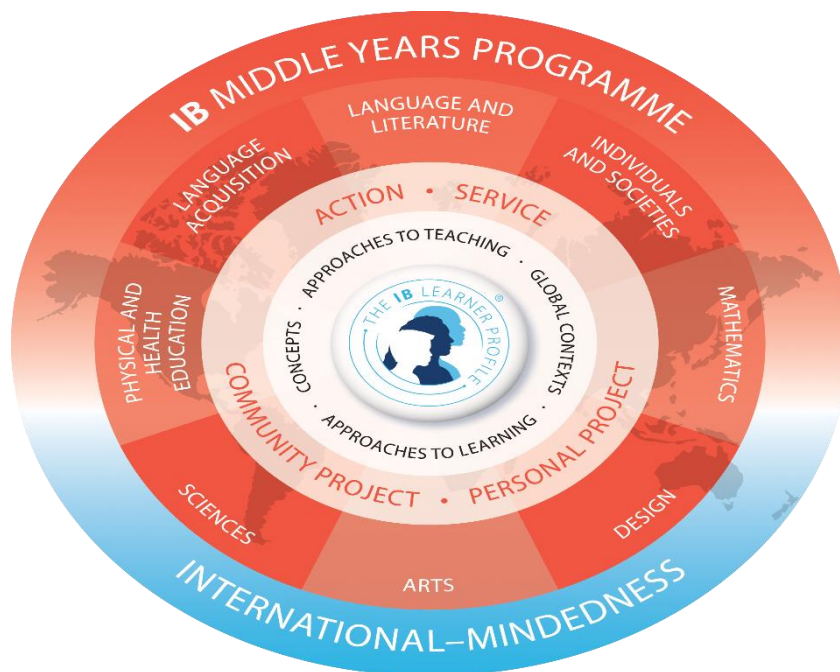 IB MIDDLE YEARS PROGRAMME
LANGUAGE AND
LITERATURE
INDIVIDUALS
AND SOCIETIES
MATHEMATICS
DESIGN
ARTS
SCIENCES
PHYSICAL AND
HEALTH
EDUCATION
LANGUAGE
ACQUISITION
ACTION • SERVICE
PERSONAL PROJECT
•
COMMUNITY PROJECT
APPROACHES TO TEACHING ·
GLOBAL CONTEXTS ·
APPROACHES TO LEARNING ·
CONCEPTS ·
THE IB LEARNER PROFILE ®
INTERNATIONAL–MINDEDNESS